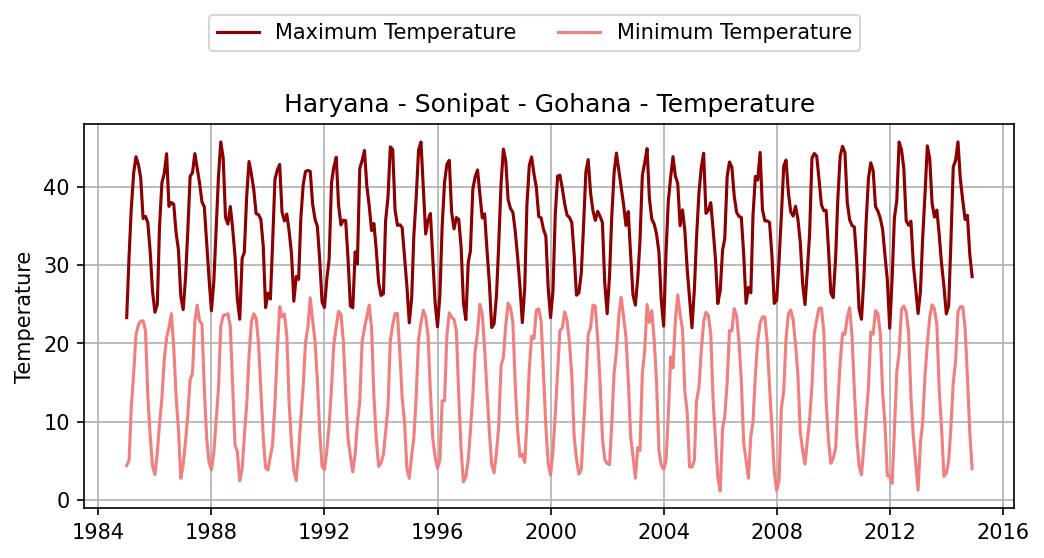 Maximum Temperature
Minimum Temperature
Haryana - Sonipat - Gohana - Temperature
Temperature
40
30
20
10
0
1984 1988 1992 1996 2000 2004 2008 2012 2016